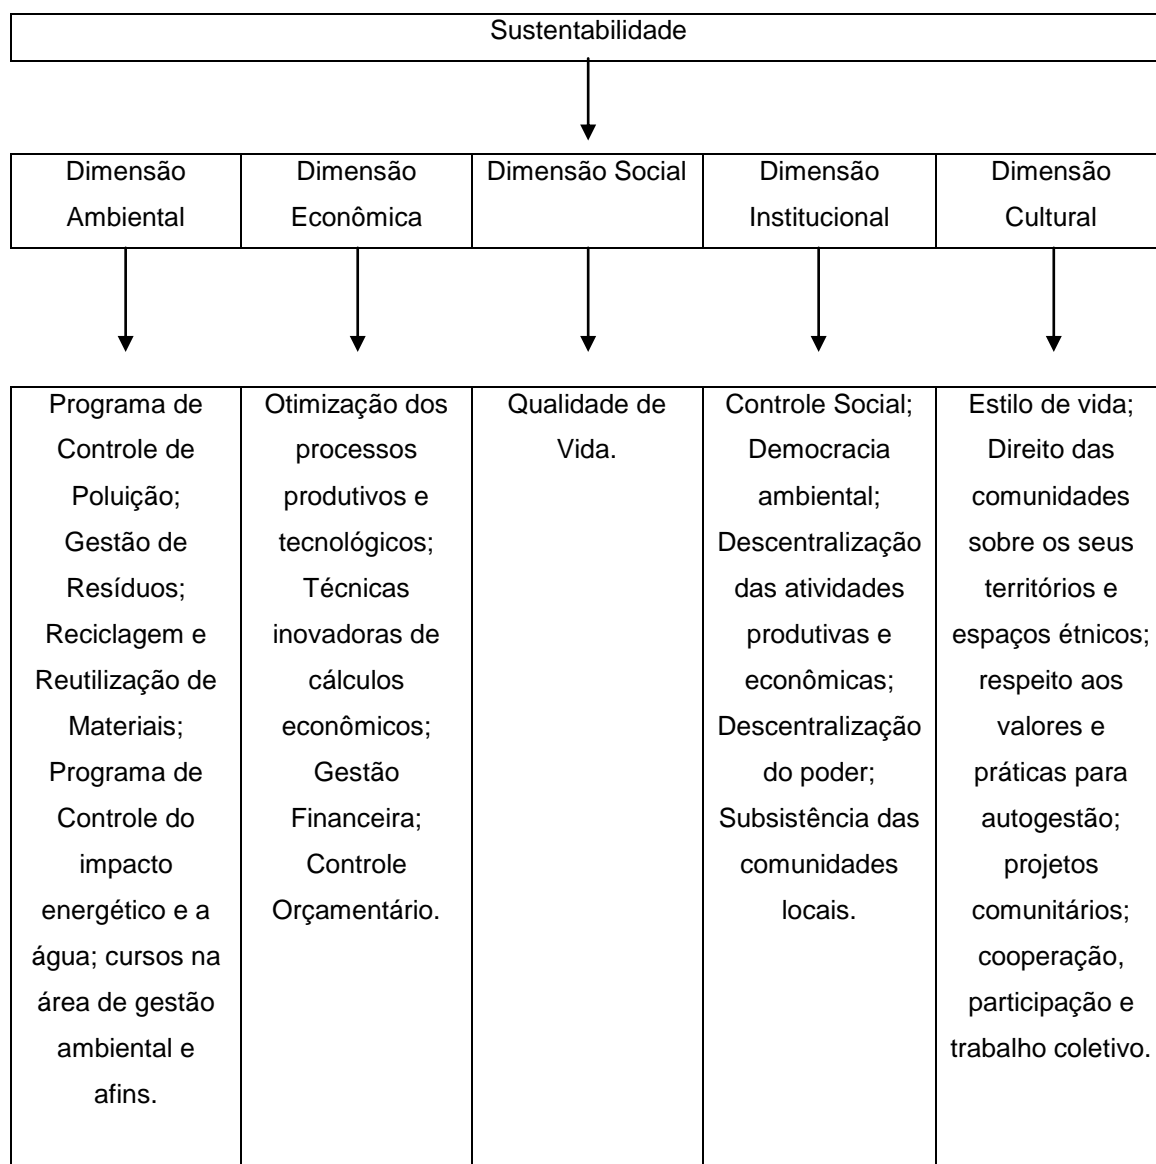 Sustentabilidade
Dimensão
Ambiental
Dimensão
Econômica
Dimensão Social
Dimensão
Institucional
Dimensão
Cultural
Programa de
Controle de
Poluição;
Gestão de
Resíduos;
Reciclagem e
Reutilização de
Materiais;
Programa de
Controle do
impacto
energético e a
água; cursos na
área de gestão
ambiental e
afins.
Otimização dos
processos
produtivos e
tecnológicos;
Técnicas
inovadoras de
cálculos
econômicos;
Gestão
Financeira;
Controle
Orçamentário.
Qualidade de
Vida.
Controle Social;
Democracia
ambiental;
Descentralização
das atividades
produtivas e
econômicas;
Descentralização
do poder;
Subsistência das
comunidades
locais.
Estilo de vida;
Direito das
comunidades
sobre os seus
territórios e
espaços étnicos;
respeito aos
valores e
práticas para
autogestão;
projetos
comunitários;
cooperação,
participação e
trabalho coletivo.